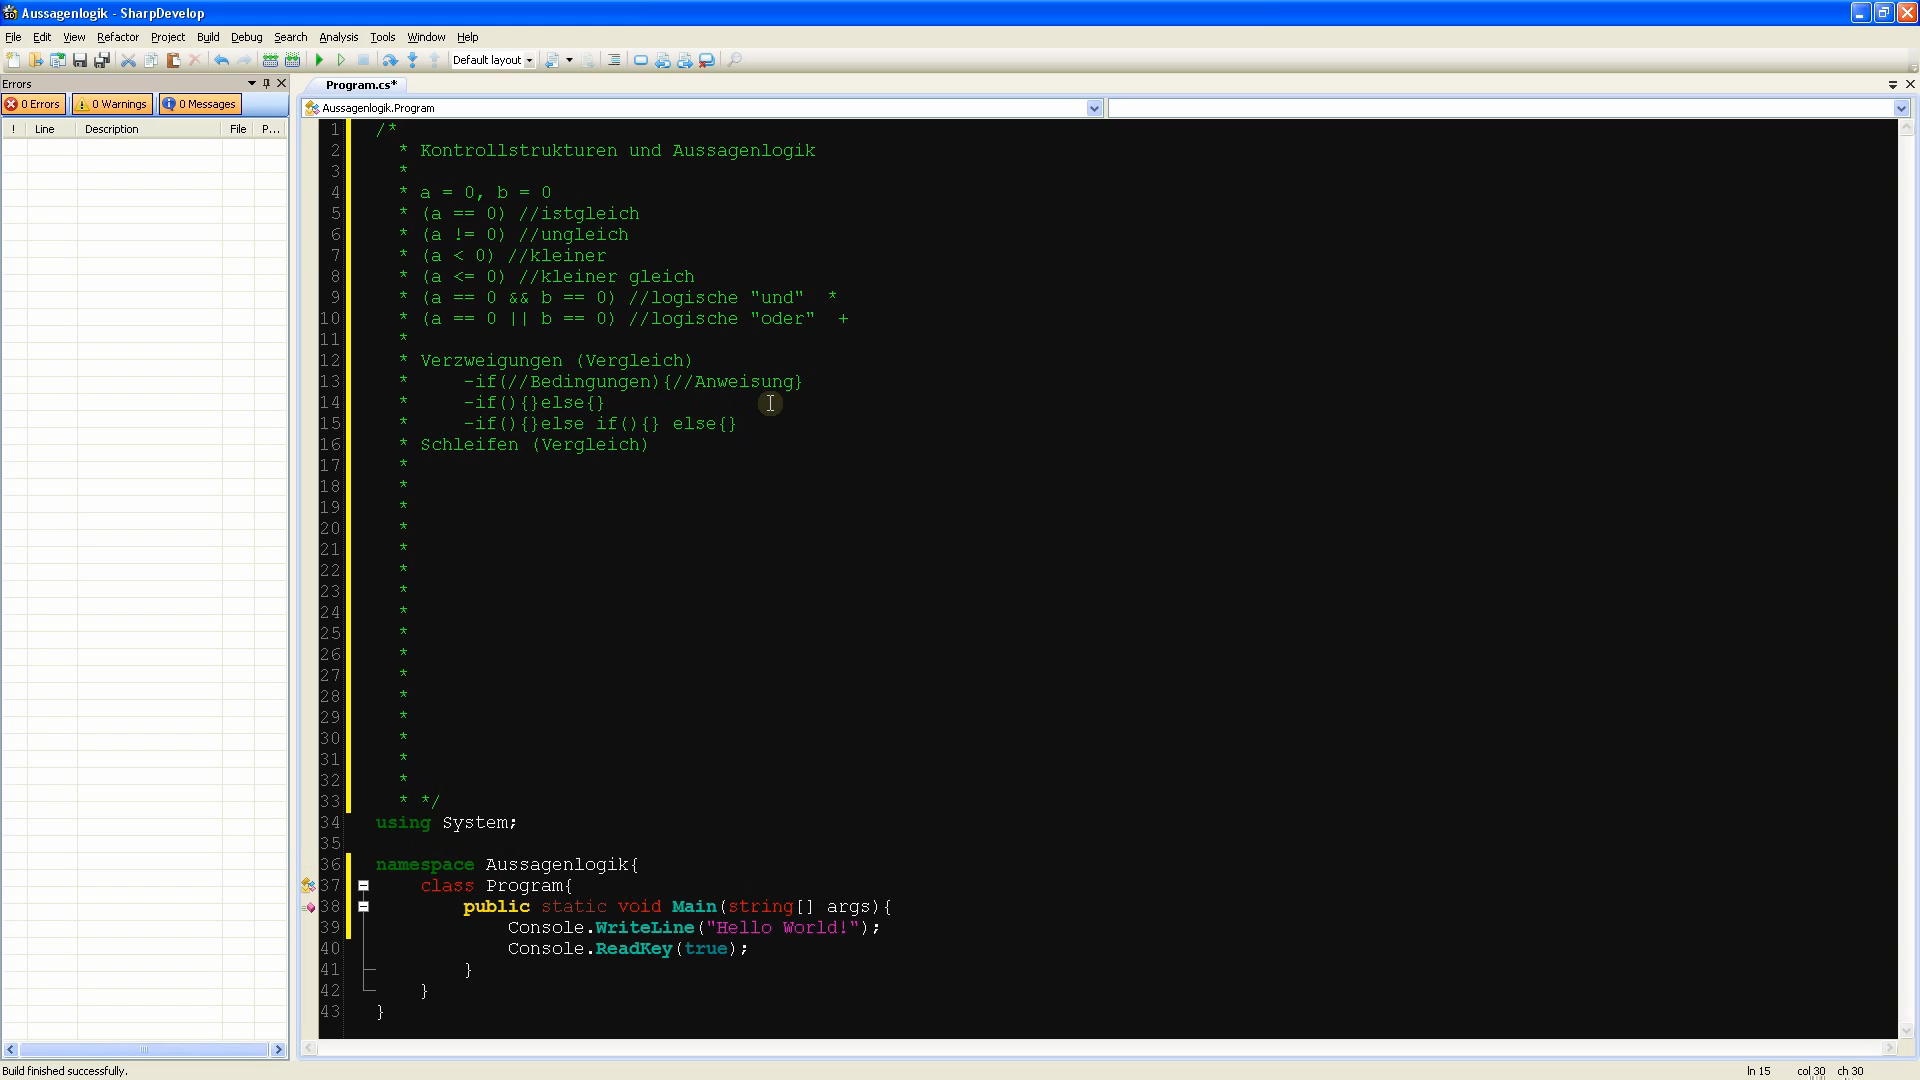 Aussagenlogik - SharpDevelop
File Edit View Refactor Project Build Debug Search Analysis Tools Window Help
Default layout
Errors
0 Errors 0 Warnings 0 Messages
! Line Description File P...
Program.cs*
Aussagenlogik.Program
1 /*
2 * Kontrollstrukturen und Aussagenlogik
3 *
4 * a = 0, b = 0
5 * (a == 0) //istgleich
6 * (a != 0) //ungleich
7 * (a < 0) //kleiner
8 * (a <= 0) //kleiner gleich
9 * (a == 0 && b == 0) //logische "und" *
10 * (a == 0 || b == 0) //logische "oder" +
11 *
12 * Verzweigungen (Vergleich)
13 * -if(//Bedingungen){//Anweisung}
14 * -if(){}else{}
15 * -if(){}else if(){} else{}
16 * Schleifen (Vergleich)
17 *
18 *
19 *
20 *
21 *
22 *
23 *
24 *
25 *
26 *
27 *
28 *
29 *
30 *
31 *
32 *
33 * */
34 using System;
35
36 namespace Aussagenlogik{
37 class Program{
38 public static void Main(string[] args){
39 Console.WriteLine("Hello World!");
40 Console.ReadKey(true);
41 }
42 }
43 }
Build finished successfully. ln 15 col 30 ch 30